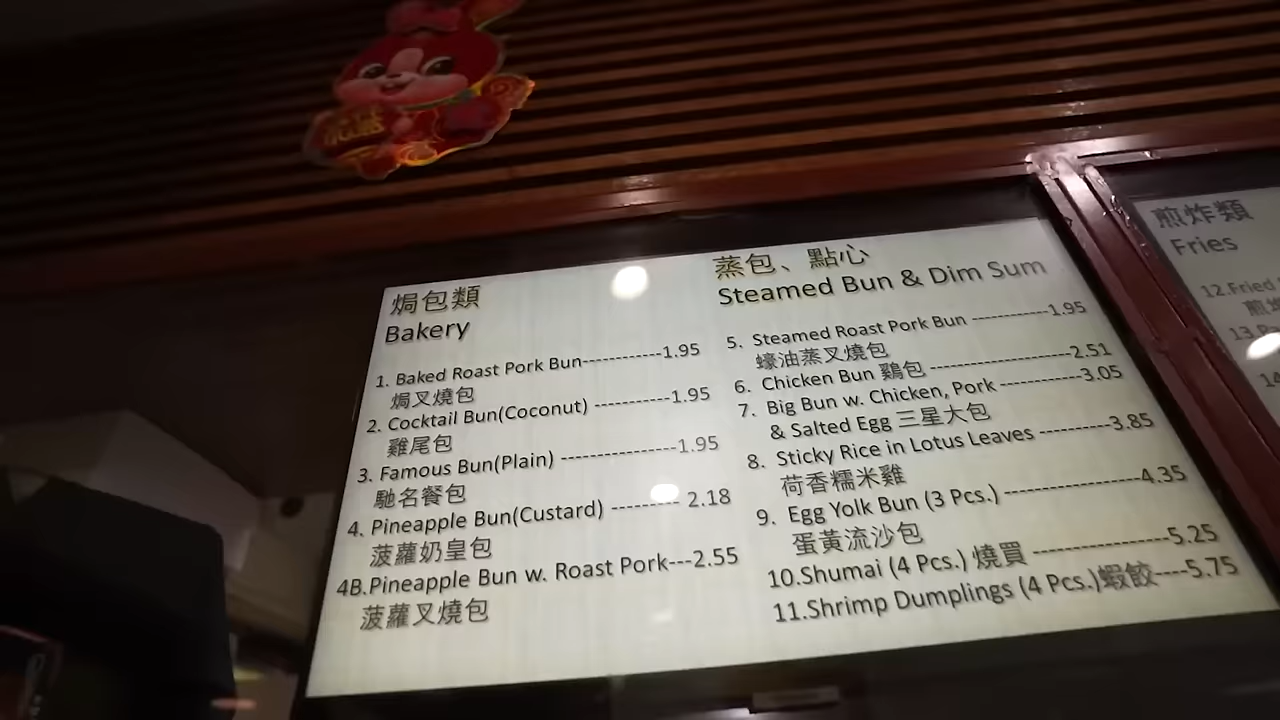 焗包類
Bakery
1. Baked Roast Pork Bun------------1.95
焗叉燒包
2. Cocktail Bun(Coconut) -----------1.95
雞尾包
3. Famous Bun(Plain) -----------------1.95
馳名餐包
4. Pineapple Bun(Custard) --------- 2.18
菠蘿奶皇包
4B.Pineapple Bun w. Roast Pork---2.55
菠蘿叉燒包
蒸包、點心
Steamed Bun & Dim Sum
5. Steamed Roast Pork Bun ------------1.95
蠔油蒸叉燒包
6. Chicken Bun 鷄包 ----------------------2.51
7. Big Bun w. Chicken, Pork -------------3.05
& Salted Egg 三星大包
8. Sticky Rice in Lotus Leaves ----------3.85
荷香糯米雞
9. Egg Yolk Bun (3 Pcs.) -------------------4.35
蛋黃流沙包
10.Shumai (4 Pcs.) 燒買 ------------------5.25
11.Shrimp Dumplings (4 Pcs.)蝦餃----5.75
煎炸類
Fries
12.Fried
13.
14